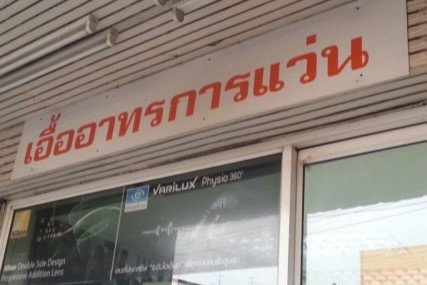 เอื้ออาทรการแว่น
VARILUX Physio 360°
Double Side Design
Progressive Addition Lens